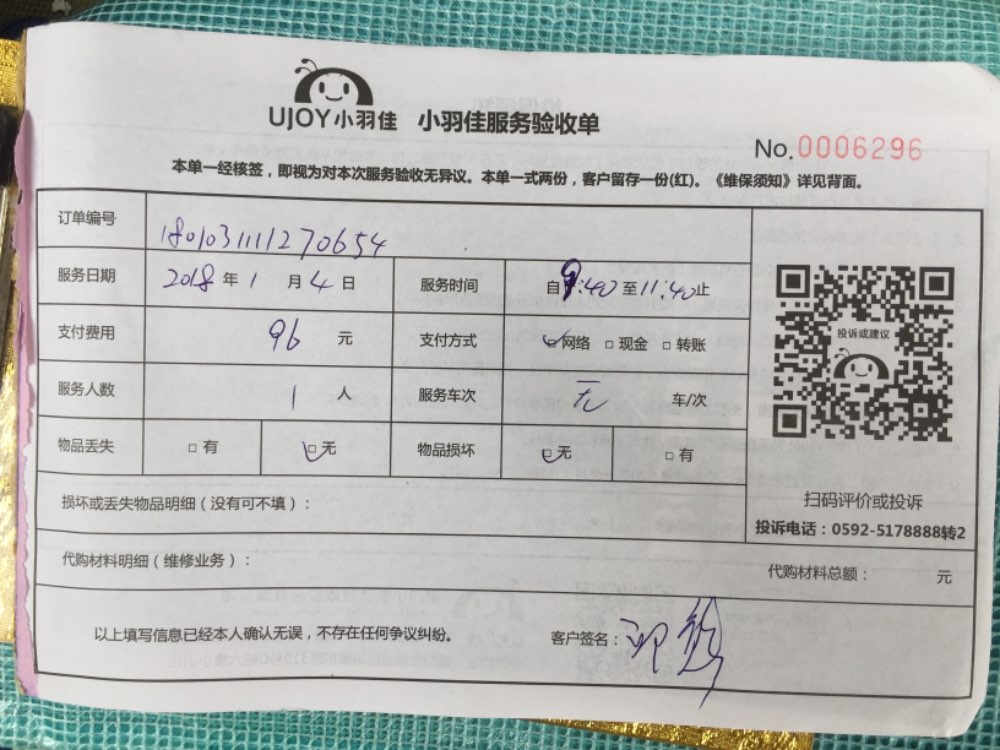 UJOY小羽佳 小羽佳服务验收单
No.0006296
本单一经核签，即视为对本次服务验收无异议。本单一式两份，客户留存一份(红)。《维保须知》详见背面。
订单编号 180103111270654
服务日期 2018 年 1 月 4 日 服务时间 自9:40至11:40止
支付费用 96 元 支付方式 □网络 □现金 □转账
服务人数 1 人 服务车次 无 车/次
物品丢失 □有 □无 物品损坏 □无 □有
投诉或建议
扫码评价或投诉
投诉电话：0592-5178888转2
损坏或丢失物品明细（没有可不填）：
代购材料明细（维修业务）：
代购材料总额： 元
以上填写信息已经本人确认无误，不存在任何争议纠纷。 客户签名：